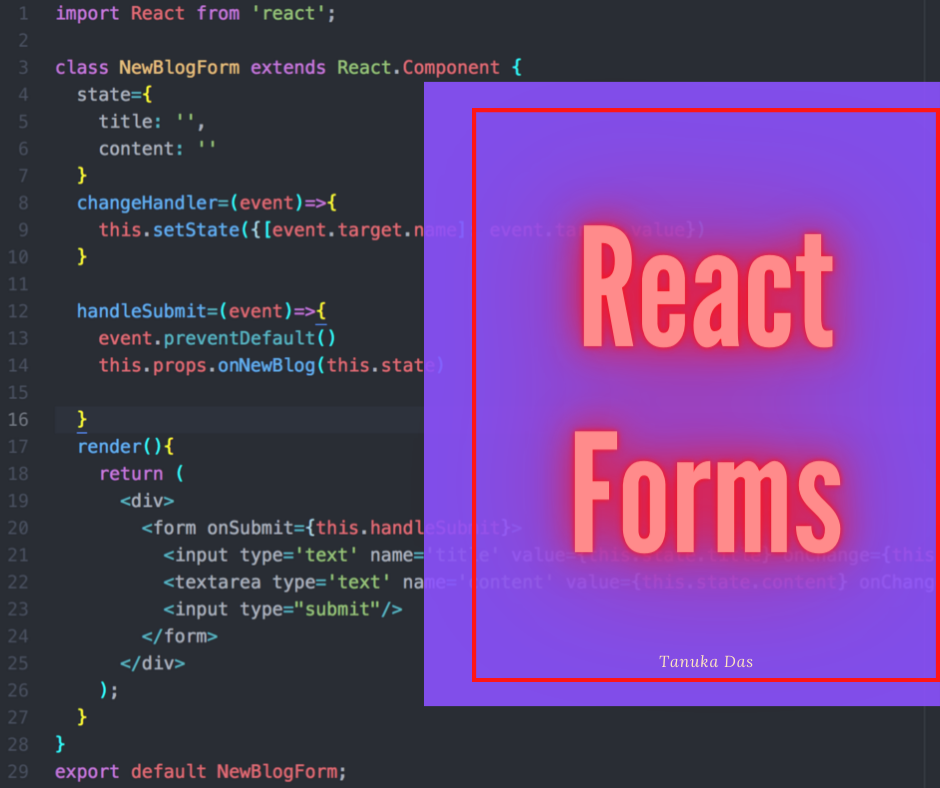 1 import React from 'react';
2
3 class NewBlogForm extends React.Component {
4 state={
5 title: '',
6 content: ''
7 }
8 changeHandler=(event)=>{
9 this.setState({[event.target.name] event.target.value})
10 }
11
12 handleSubmit=(event)=>{
13 event.preventDefault()
14 this.props.onNewBlog(this.state)
15
16 }
17 render(){
18 return (
19 <div>
20 <form onSubmit={this.handleSubmit}>
21 <input type='text' name='title' value={this.state.title} onChange={this
22 <textarea type='text' name='content' value={this.state.content} onChang
23 <input type="submit"/>
24 </form>
25 </div>
26 );
27 }
28 }
29 export default NewBlogForm;
React
Forms
Tanuka Das